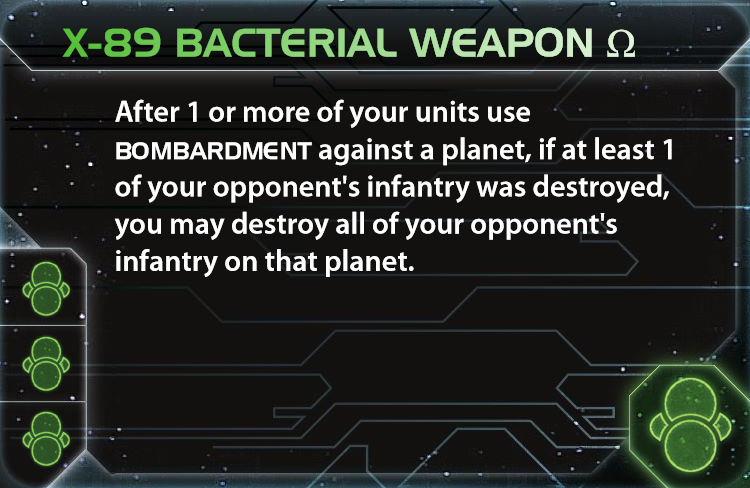 X-89 BACTERIAL WEAPON Ω
After 1 or more of your units use
BOMBARDMENT against a planet, if at least 1
of your opponent's infantry was destroyed,
you may destroy all of your opponent's
infantry on that planet.